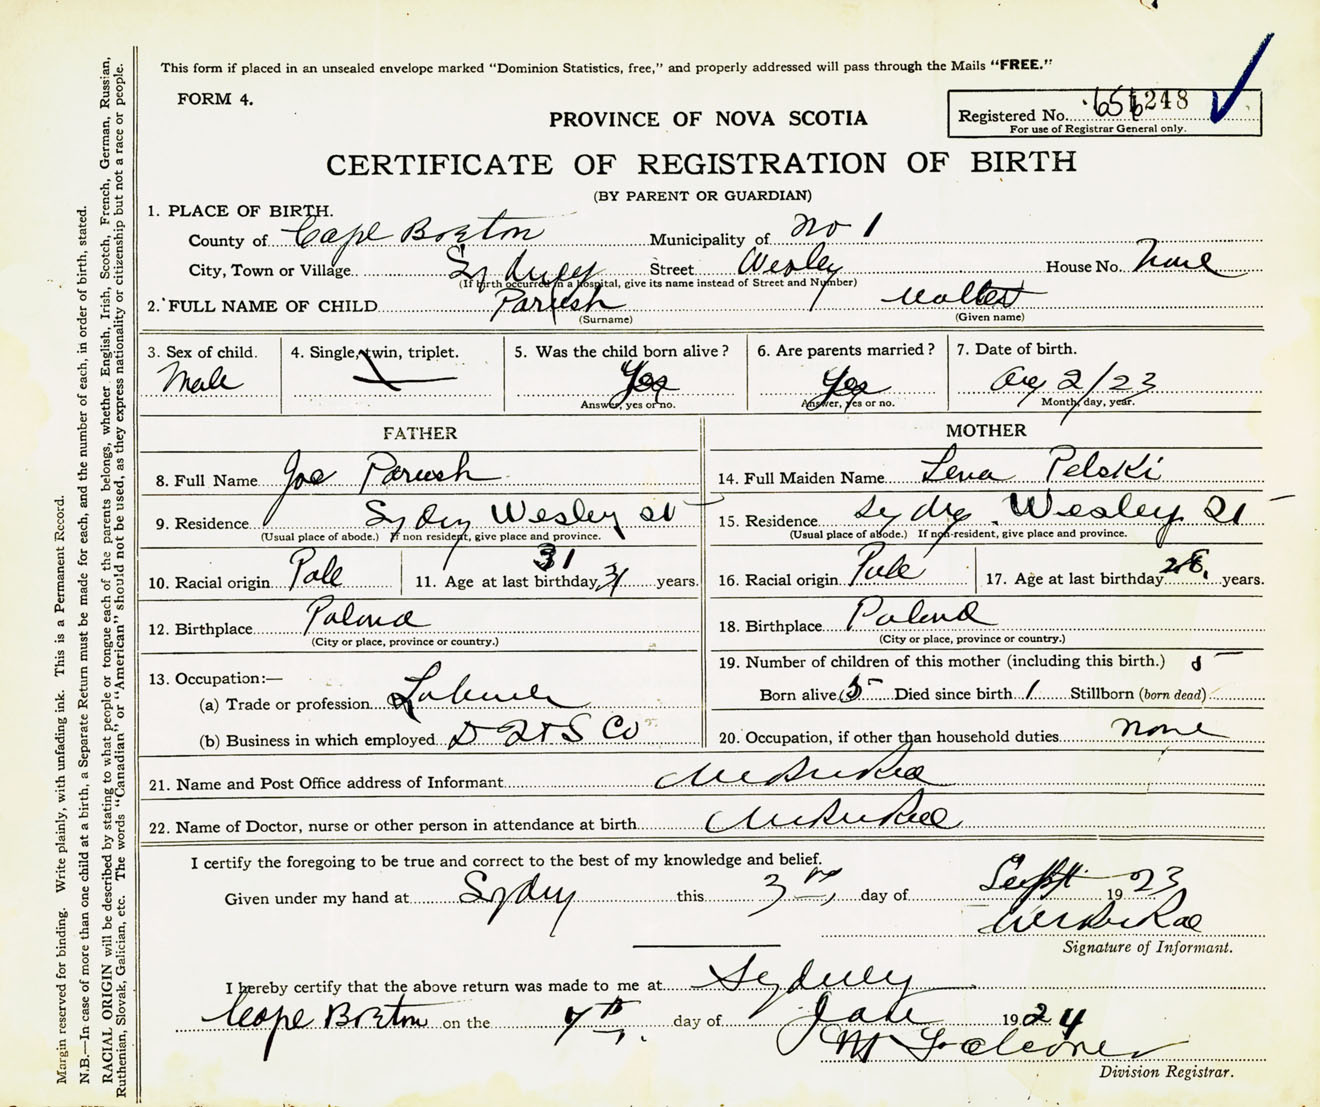 This form if placed in an unsealed envelope marked "Dominion Statistics, free," and properly addressed will pass through the Mails "FREE."
FORM 4.
PROVINCE OF NOVA SCOTIA
Registered No. 248
For use of Registrar General only.
CERTIFICATE OF REGISTRATION OF BIRTH
(BY PARENT OR GUARDIAN)
1. PLACE OF BIRTH.
County of Cape Breton Municipality of No 1
City, Town or Village Sydney Street Wesley House No. None
(If birth occurred in a hospital, give its name instead of Street and Number)
2. FULL NAME OF CHILD Parush
(Surname) (Given name)
3. Sex of child. 4. Single, twin, triplet. 5. Was the child born alive? 6. Are parents married? 7. Date of birth.
Male Yes Yes Aug 2/23
Answer, yes or no. Answer, yes or no. Month, day, year.
FATHER MOTHER
8. Full Name Joe Parush 14. Full Maiden Name Lena Pelski
9. Residence Sydney Wesley St 15. Residence Sydney Wesley St
(Usual place of abode.) If non resident, give place and province. (Usual place of abode.) If non-resident, give place and province.
31
10. Racial origin Pole 11. Age at last birthday 31 years. 16. Racial origin Pole 17. Age at last birthday 28 years.
12. Birthplace Poland 18. Birthplace Poland
(City or place, province or country.) (City or place, province or country.)
13. Occupation:— 19. Number of children of this mother (including this birth.) 5
(a) Trade or profession Laborer Born alive 5 Died since birth 1 Stillborn (born dead)
(b) Business in which employed D I & S Co 20. Occupation, if other than household duties None
21. Name and Post Office address of Informant
22. Name of Doctor, nurse or other person in attendance at birth
I certify the foregoing to be true and correct to the best of my knowledge and belief.
Given under my hand at Sydney this 3rd day of Sept 1923
Signature of Informant.
I hereby certify that the above return was made to me at Sydney
Cape Breton on the 7th day of 1924
Division Registrar.
Margin reserved for binding. Write plainly, with unfading ink. This is a Permanent Record.
N.B.—In case of more than one child at a birth, a Separate Return must be made for each, and the number of each, in order of birth, stated.
RACIAL ORIGIN will be described by stating to what people or tongue each of the parents belongs, whether English, Irish, Scotch, French, German, Russian,
Ruthenian, Slovak, Galician, etc. The words "Canadian" or "American" should not be used, as they express nationality or citizenship but not a race or people.